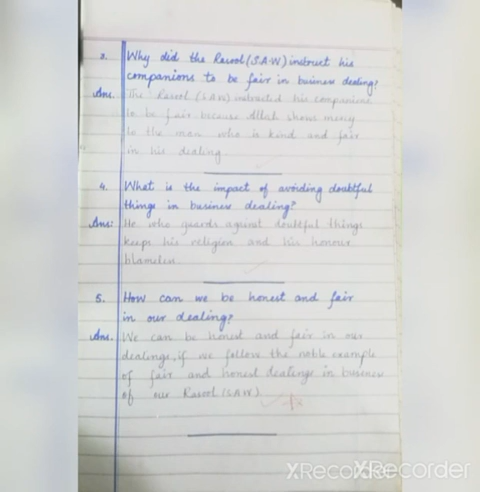 3. Why did the Rasool (S.A.W) instruct his
companions to be fair in business dealing?
Ans. The Rasool (S.A.W) instructed his companions
to be fair because Allah shows mercy
to the man who is kind and fair
in his dealing.
4. What is the impact of avoiding doubtful
things in business dealing?
Ans: He who guards against doubtful things
keeps his religion and his honour
blameless
5. How can we be honest and fair
in our dealing?
Ans. We can be honest and fair in our
dealings, if we follow the noble example
of fair and honest dealings in business
of our Rasool (S.A.W)
XRecorder
XRecorder